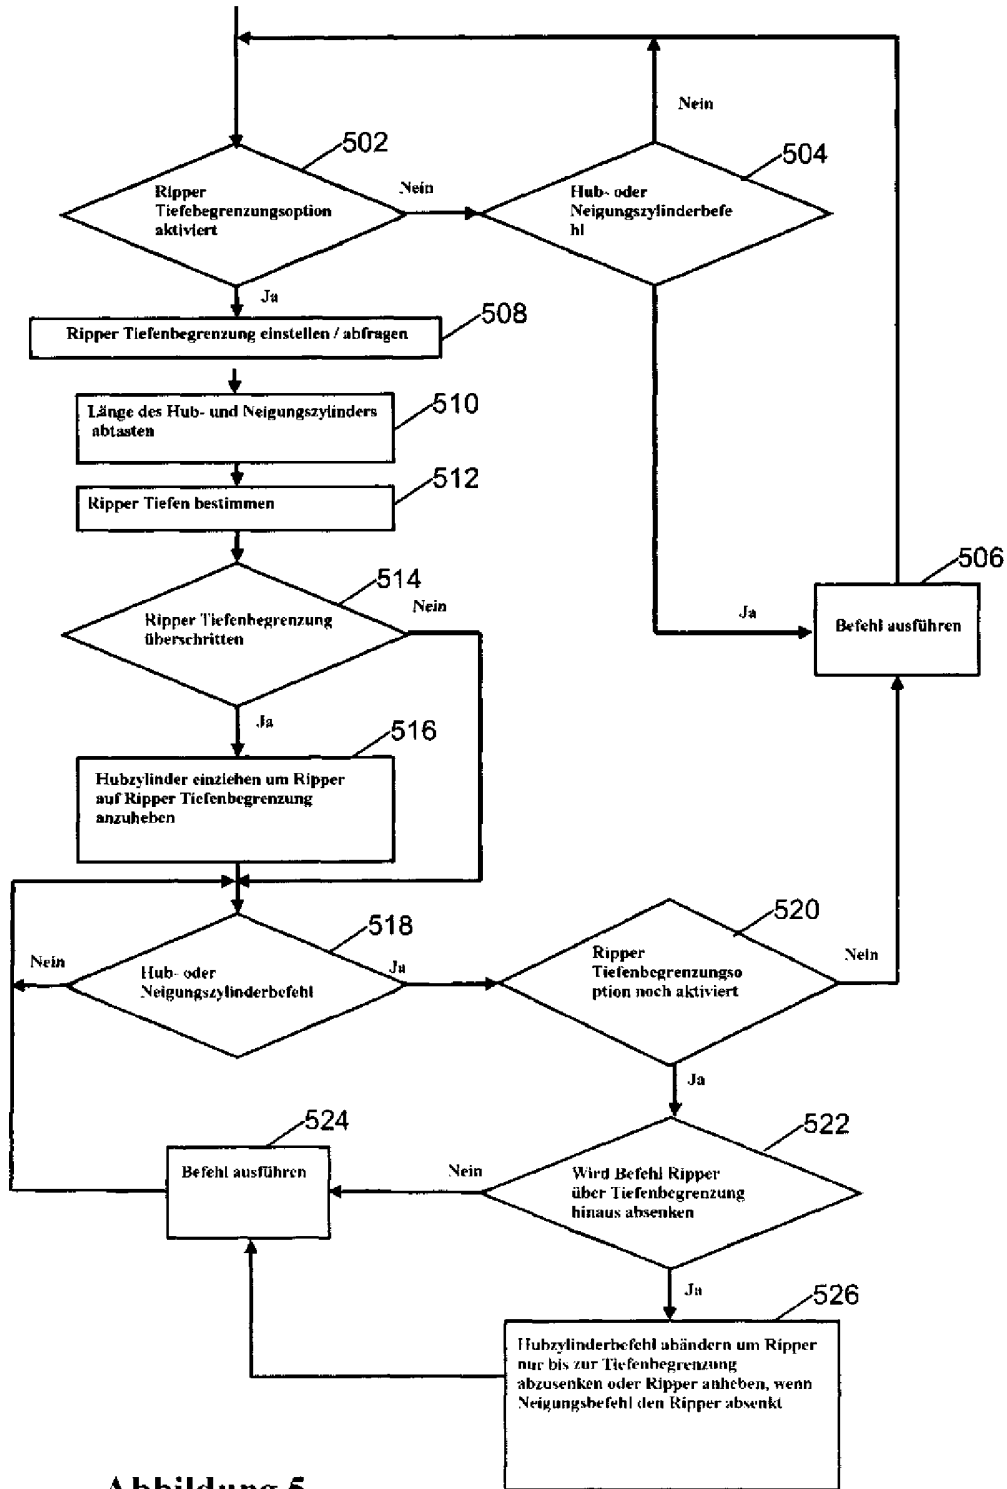 Nein
502
504
Ripper
Tiefebegrenzungsoption
aktiviert
Nein
Hub- oder
Neigungszylinderbefe
hl
Ja
Ripper Tiefenbegrenzung einstellen / abfragen
508
Länge des Hub- und Neigungszylinders
abtasten
510
Ripper Tiefen bestimmen
512
514
Ripper Tiefenbegrenzung
überschritten
Nein
506
Ja
Befehl ausführen
Ja
516
Hubzylinder einziehen um Ripper
auf Ripper Tiefenbegrenzung
anzuheben
518
520
Nein
Hub- oder
Neigungszylinderbefehl
Ja
Ripper
Tiefenbegrenzungso
ption noch aktiviert
Nein
Ja
524
522
Befehl ausführen
Nein
Wird Befehl Ripper
über Tiefenbegrenzung
hinaus absenken
Ja
526
Hubzylinderbefehl abändern um Ripper
nur bis zur Tiefenbegrenzung
abzusenken oder Ripper anheben, wenn
Neigungsbefehl den Ripper absenkt
Abbildung 5